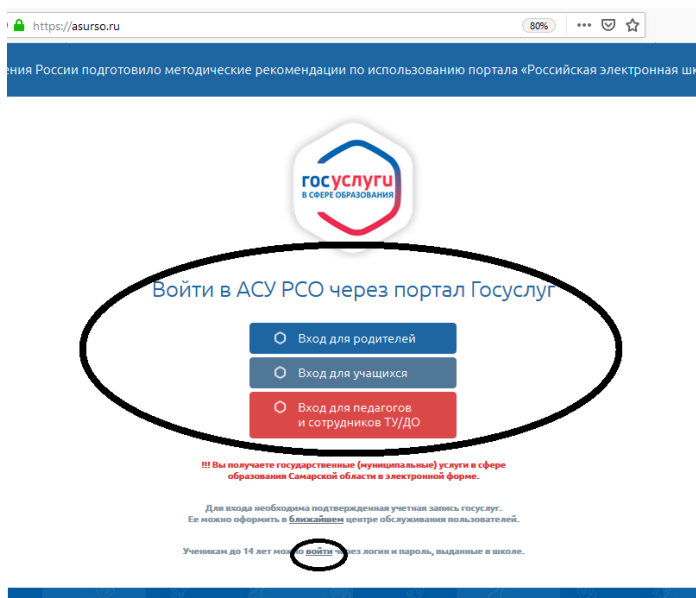 https://asurso.ru
80%
ения России подготовило методические рекомендации по использованию портала «Российская электронная шк
госуслуги
В СФЕРЕ ОБРАЗОВАНИЯ
Войти в АСУ РСО через портал Госуслуг
Вход для родителей
Вход для учащихся
Вход для педагогов
и сотрудников ТУ/ДО
!!! Вы получаете государственные (муниципальные) услуги в сфере
образования Самарской области в электронной форме.
Для входа необходима подтвержденная учетная запись госуслуг.
Ее можно оформить в ближайшем центре обслуживания пользователей.
Ученикам до 14 лет можно войти через логин и пароль, выданные в школе.